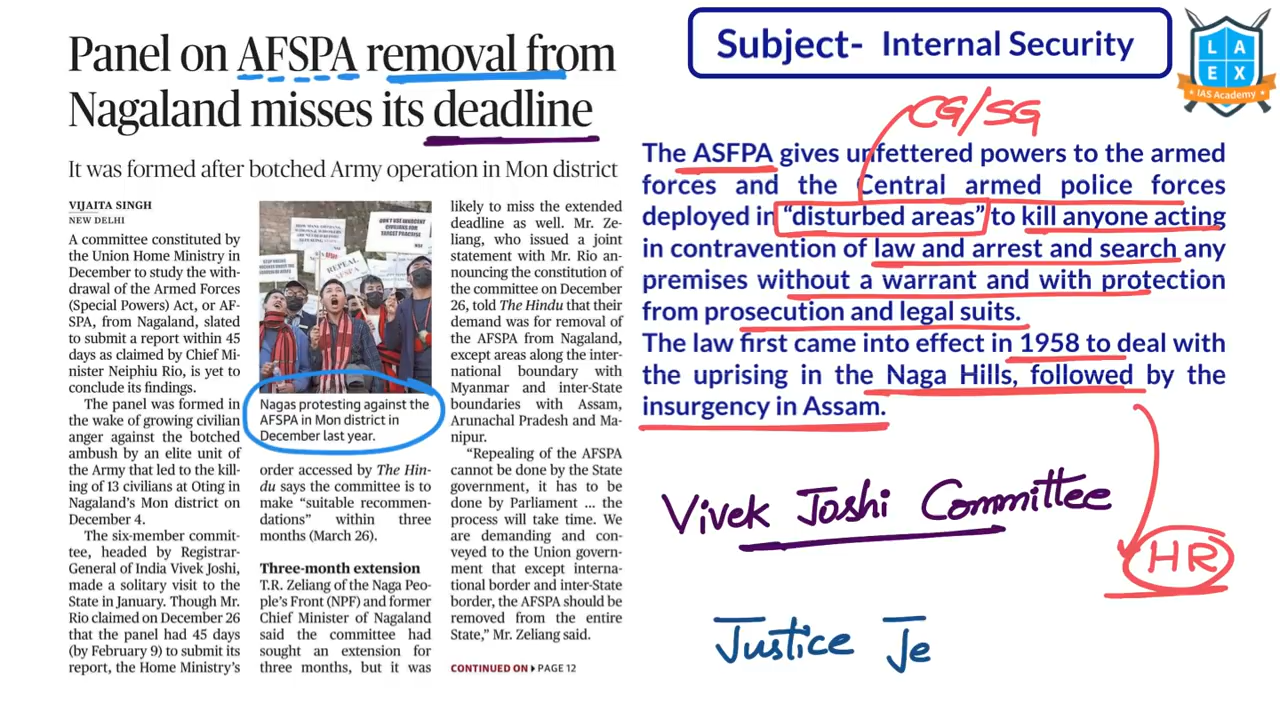 Panel on AFSPA removal from
Nagaland misses its deadline
It was formed after botched Army operation in Mon district
VIJAITA SINGH
NEW DELHI
A committee constituted by
the Union Home Ministry in
December to study the with-
drawal of the Armed Forces
(Special Powers) Act, or AF-
SPA, from Nagaland, slated
to submit a report within 45
days as claimed by Chief Mi-
nister Neiphiu Rio, is yet to
conclude its findings.
The panel was formed in
the wake of growing civilian
anger against the botched
ambush by an elite unit of
the Army that led to the kill-
ing of 13 civilians at Oting in
Nagaland's Mon district on
December 4.
The six-member commit-
tee, headed by Registrar-
General of India Vivek Joshi,
made a solitary visit to the
State in January. Though Mr.
Rio claimed on December 26
that the panel had 45 days
(by February 9) to submit its
report, the Home Ministry's
REPEAL
AFSPA
Nagas protesting against the
AFSPA in Mon district in
December last year.
order accessed by The Hin-
du says the committee is to
make "suitable recommen-
dations" within three
months (March 26).
Three-month extension
T.R. Zeliang of the Naga Peo-
ple's Front (NPF) and former
Chief Minister of Nagaland
said the committee had
sought an extension for
three months, but it was
likely to miss the extended
deadline as well. Mr. Ze-
liang, who issued a joint
statement with Mr. Rio an-
nouncing the constitution of
the committee on December
26, told The Hindu that their
demand was for removal of
the AFSPA from Nagaland,
except areas along the inter-
national boundary with
Myanmar and inter-State
boundaries with Assam,
Arunachal Pradesh and Ma-
nipur.
"Repealing of the AFSPA
cannot be done by the State
government, it has to be
done by Parliament ... the
process will take time. We
are demanding and con-
veyed to the Union govern-
ment that except interna-
tional border and inter-State
border, the AFSPA should be
removed from the entire
State," Mr. Zeliang said.
CONTINUED ON PAGE 12
Subject- Internal Security
L A
E X
IAS Academy
CG/SG
The ASFPA gives unfettered powers to the armed
forces and the Central armed police forces
deployed in "disturbed areas" to kill anyone acting
in contravention of law and arrest and search any
premises without a warrant and with protection
from prosecution and legal suits.
The law first came into effect in 1958 to deal with
the uprising in the Naga Hills, followed by the
insurgency in Assam.
Vivek Joshi Committee
HR
Justice Je